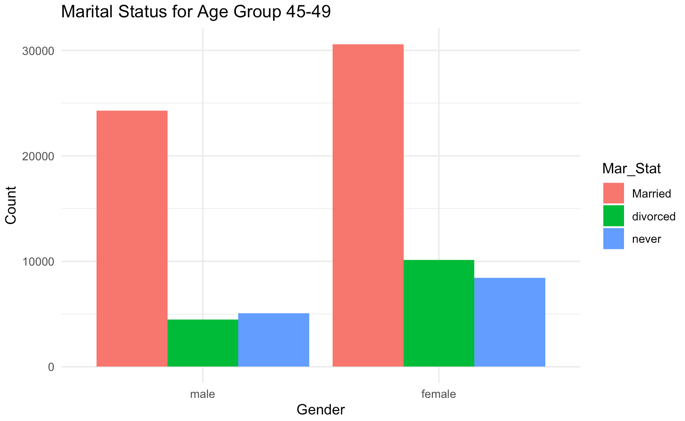 Marital Status for Age Group 45-49
30000
20000
10000
0
Count
male
female
Gender
Mar_Stat
Married
divorced
never